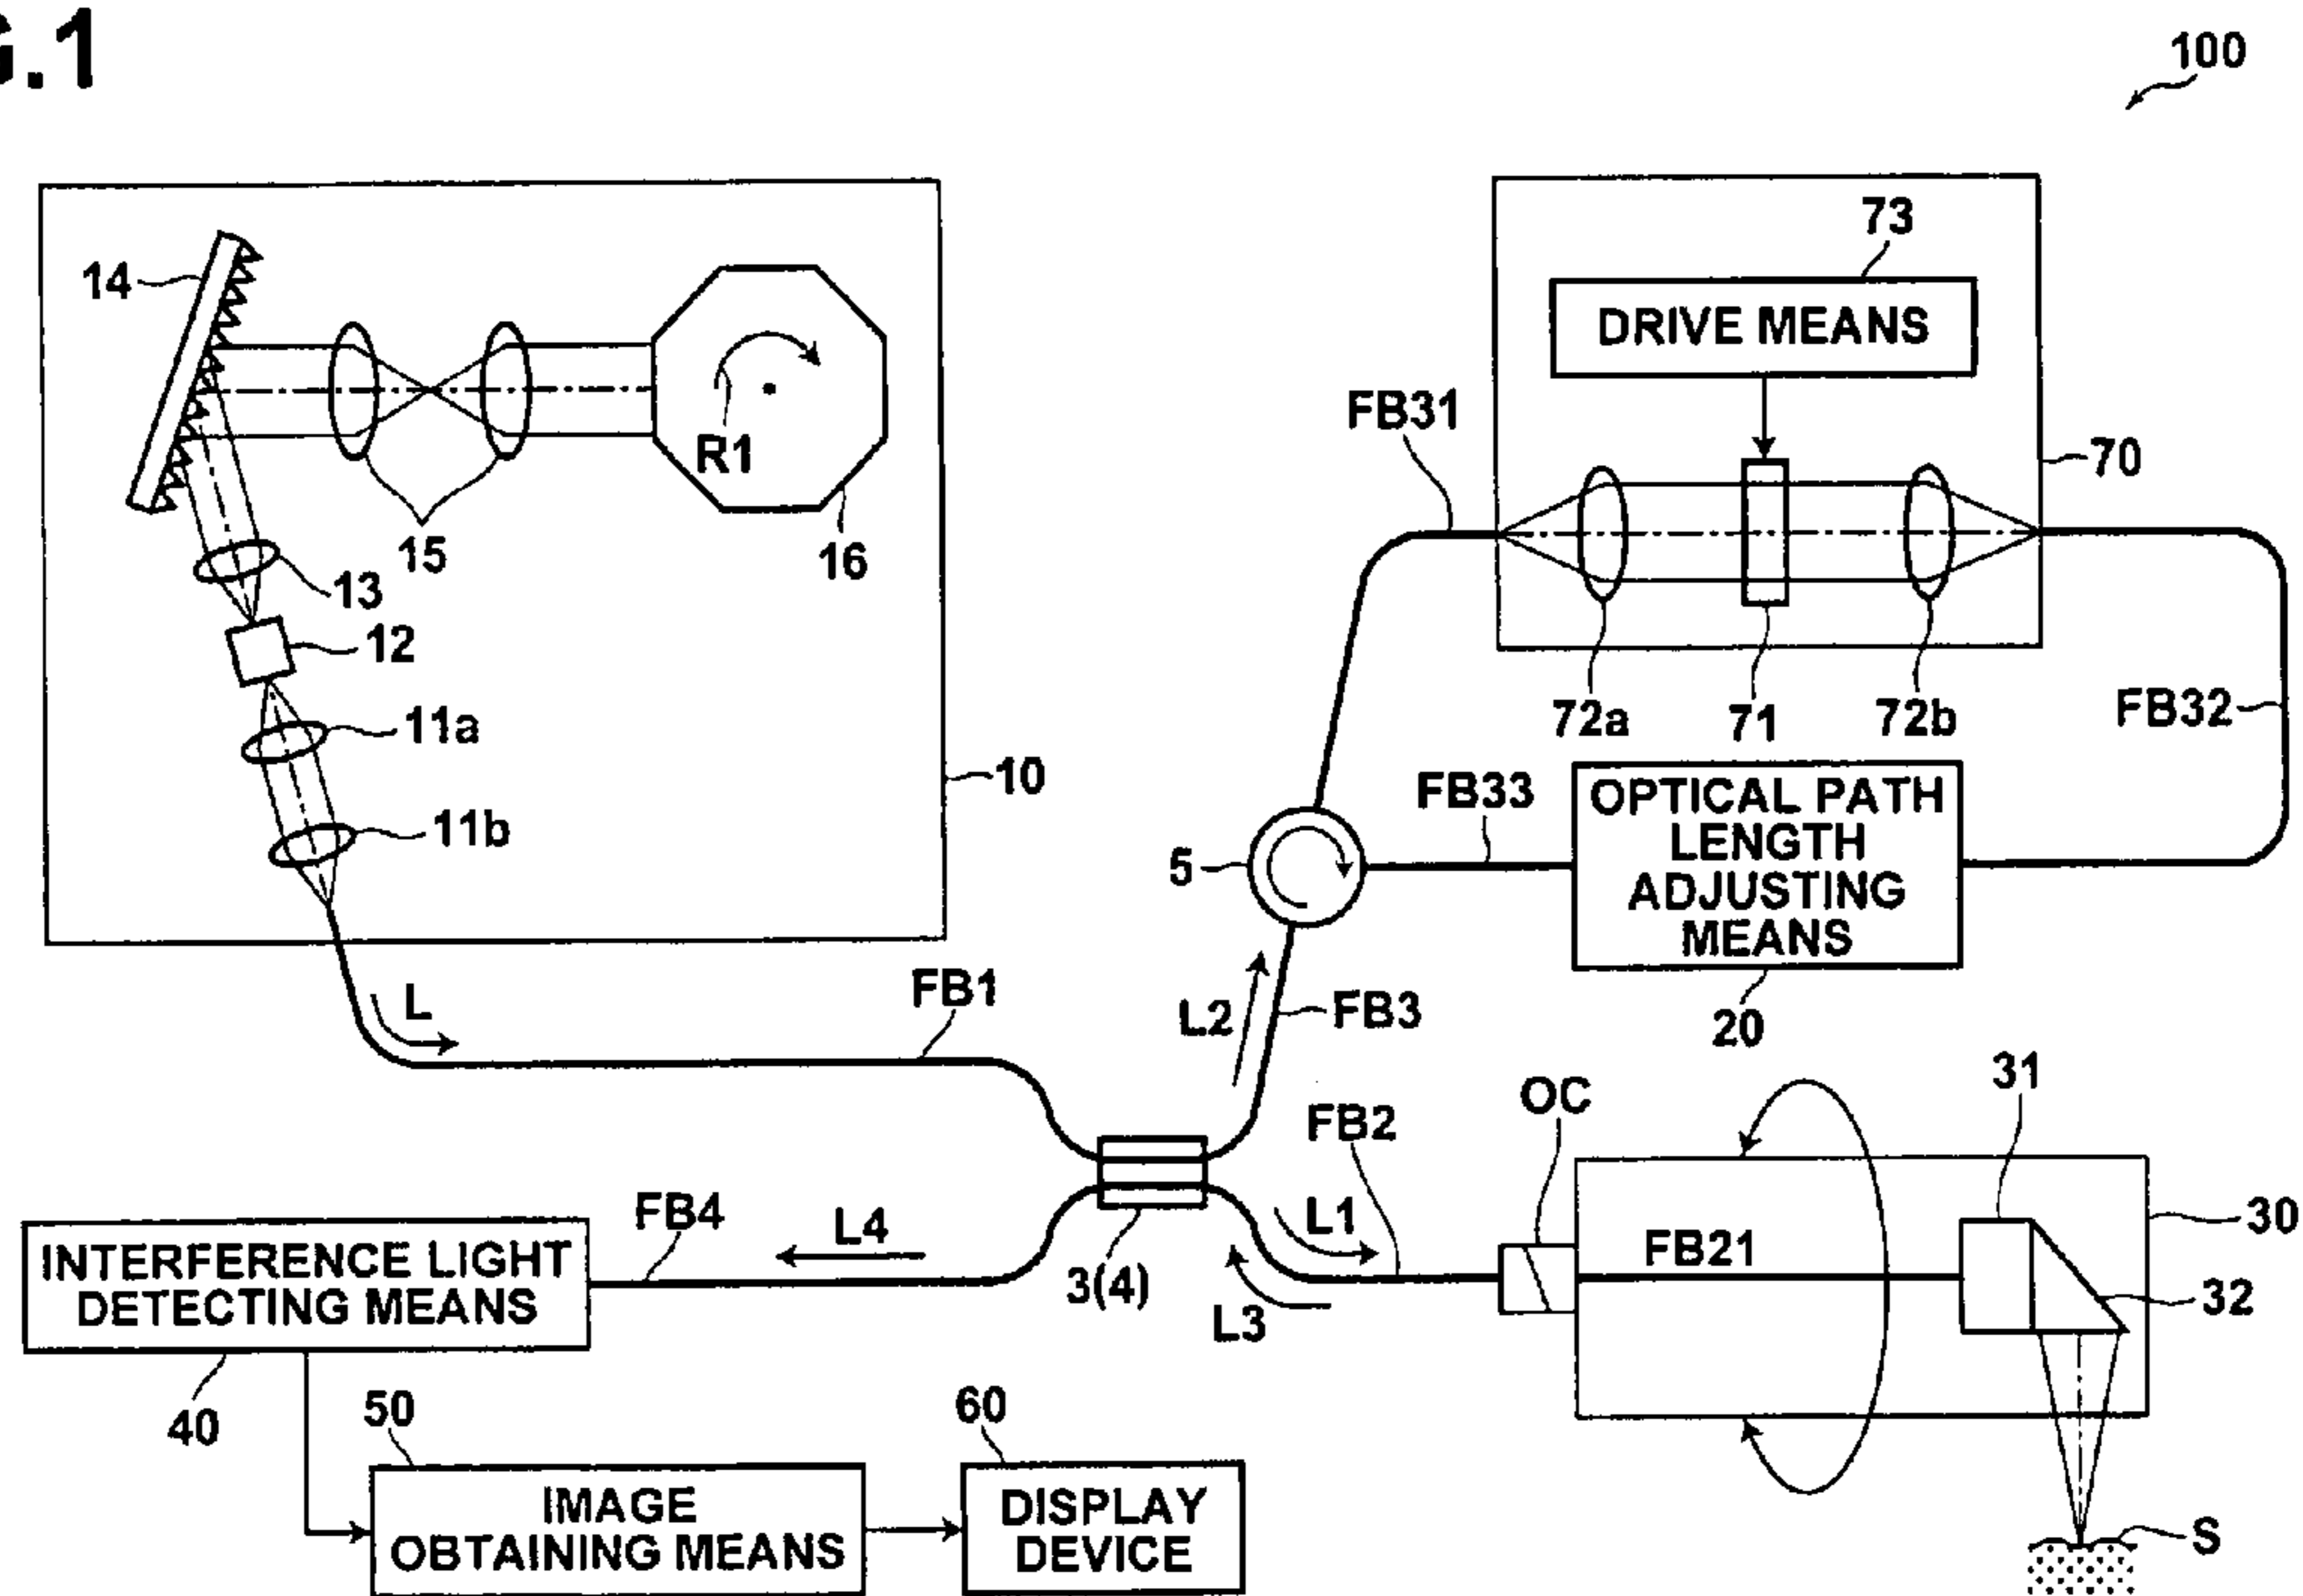 G.1
100
73
14
DRIVE MEANS
FB31
R1
70
15
16
13
12
72a
71
72b
FB32
11a
10
11b
FB33
OPTICAL PATH
LENGTH
ADJUSTING
MEANS
5
L
FB1
L2
FB3
20
OC
31
FB2
FB4
L4
L1
30
FB21
INTERFERENCE LIGHT
DETECTING MEANS
3(4)
L3
32
40
50
60
IMAGE
OBTAINING MEANS
DISPLAY
DEVICE
S